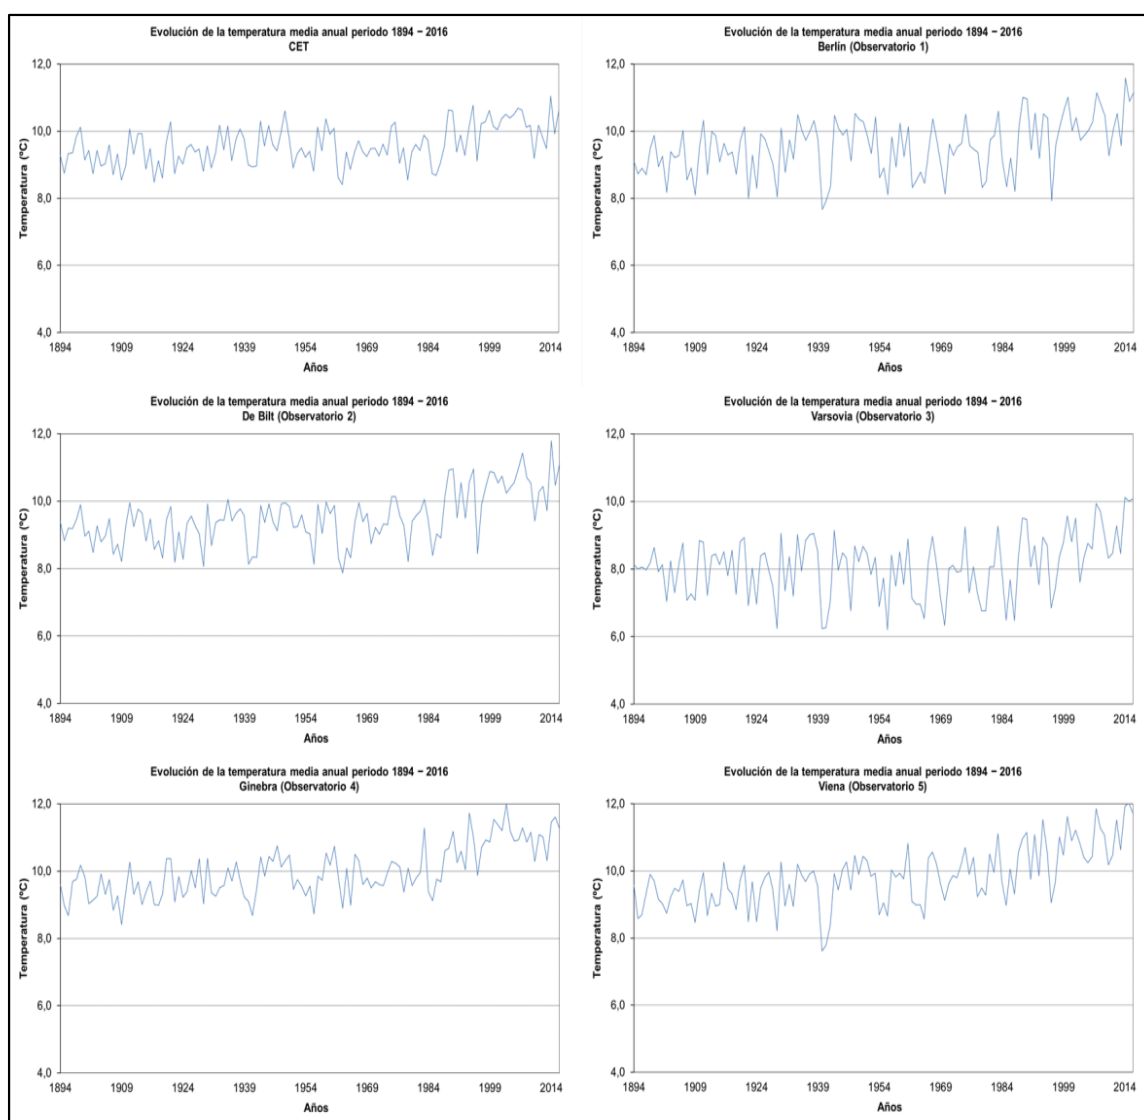 Evolución de la temperatura media anual periodo 1894 – 2016
CET
12,0
10,0
8,0
6,0
4,0
Temperatura (ºC)
1894 1909 1924 1939 1954 1969 1984 1999 2014
Años
Evolución de la temperatura media anual periodo 1894 – 2016
Berlín (Observatorio 1)
12,0
10,0
8,0
6,0
4,0
Temperatura (ºC)
1894 1909 1924 1939 1954 1969 1984 1999 2014
Años
Evolución de la temperatura media anual periodo 1894 – 2016
De Bilt (Observatorio 2)
12,0
10,0
8,0
6,0
4,0
Temperatura (ºC)
1894 1909 1924 1939 1954 1969 1984 1999 2014
Años
Evolución de la temperatura media anual periodo 1894 – 2016
Varsovia (Observatorio 3)
12,0
10,0
8,0
6,0
4,0
Temperatura (ºC)
1894 1909 1924 1939 1954 1969 1984 1999 2014
Años
Evolución de la temperatura media anual periodo 1894 – 2016
Ginebra (Observatorio 4)
12,0
10,0
8,0
6,0
4,0
Temperatura (ºC)
1894 1909 1924 1939 1954 1969 1984 1999 2014
Años
Evolución de la temperatura media anual periodo 1894 – 2016
Viena (Observatorio 5)
12,0
10,0
8,0
6,0
4,0
Temperatura (ºC)
1894 1909 1924 1939 1954 1969 1984 1999 2014
Años